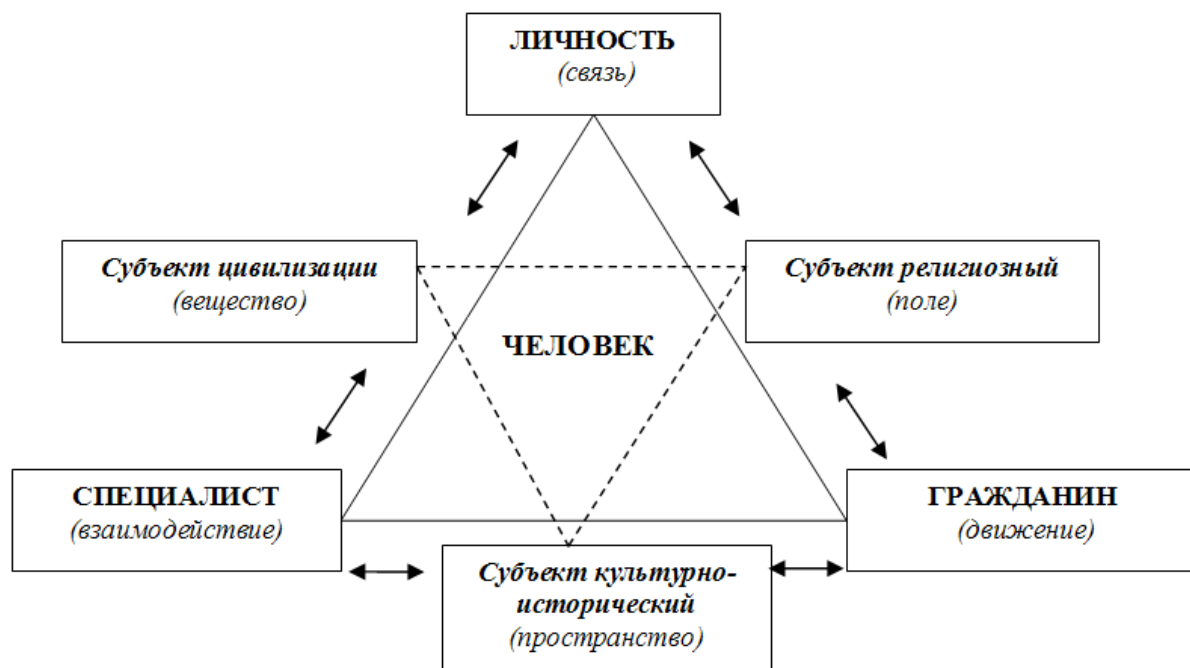 ЛИЧНОСТЬ
(связь)
Субъект цивилизации
(вещество)
Субъект религиозный
(поле)
ЧЕЛОВЕК
СПЕЦИАЛИСТ
(взаимодействие)
ГРАЖДАНИН
(движение)
Субъект культурно-
исторический
(пространство)